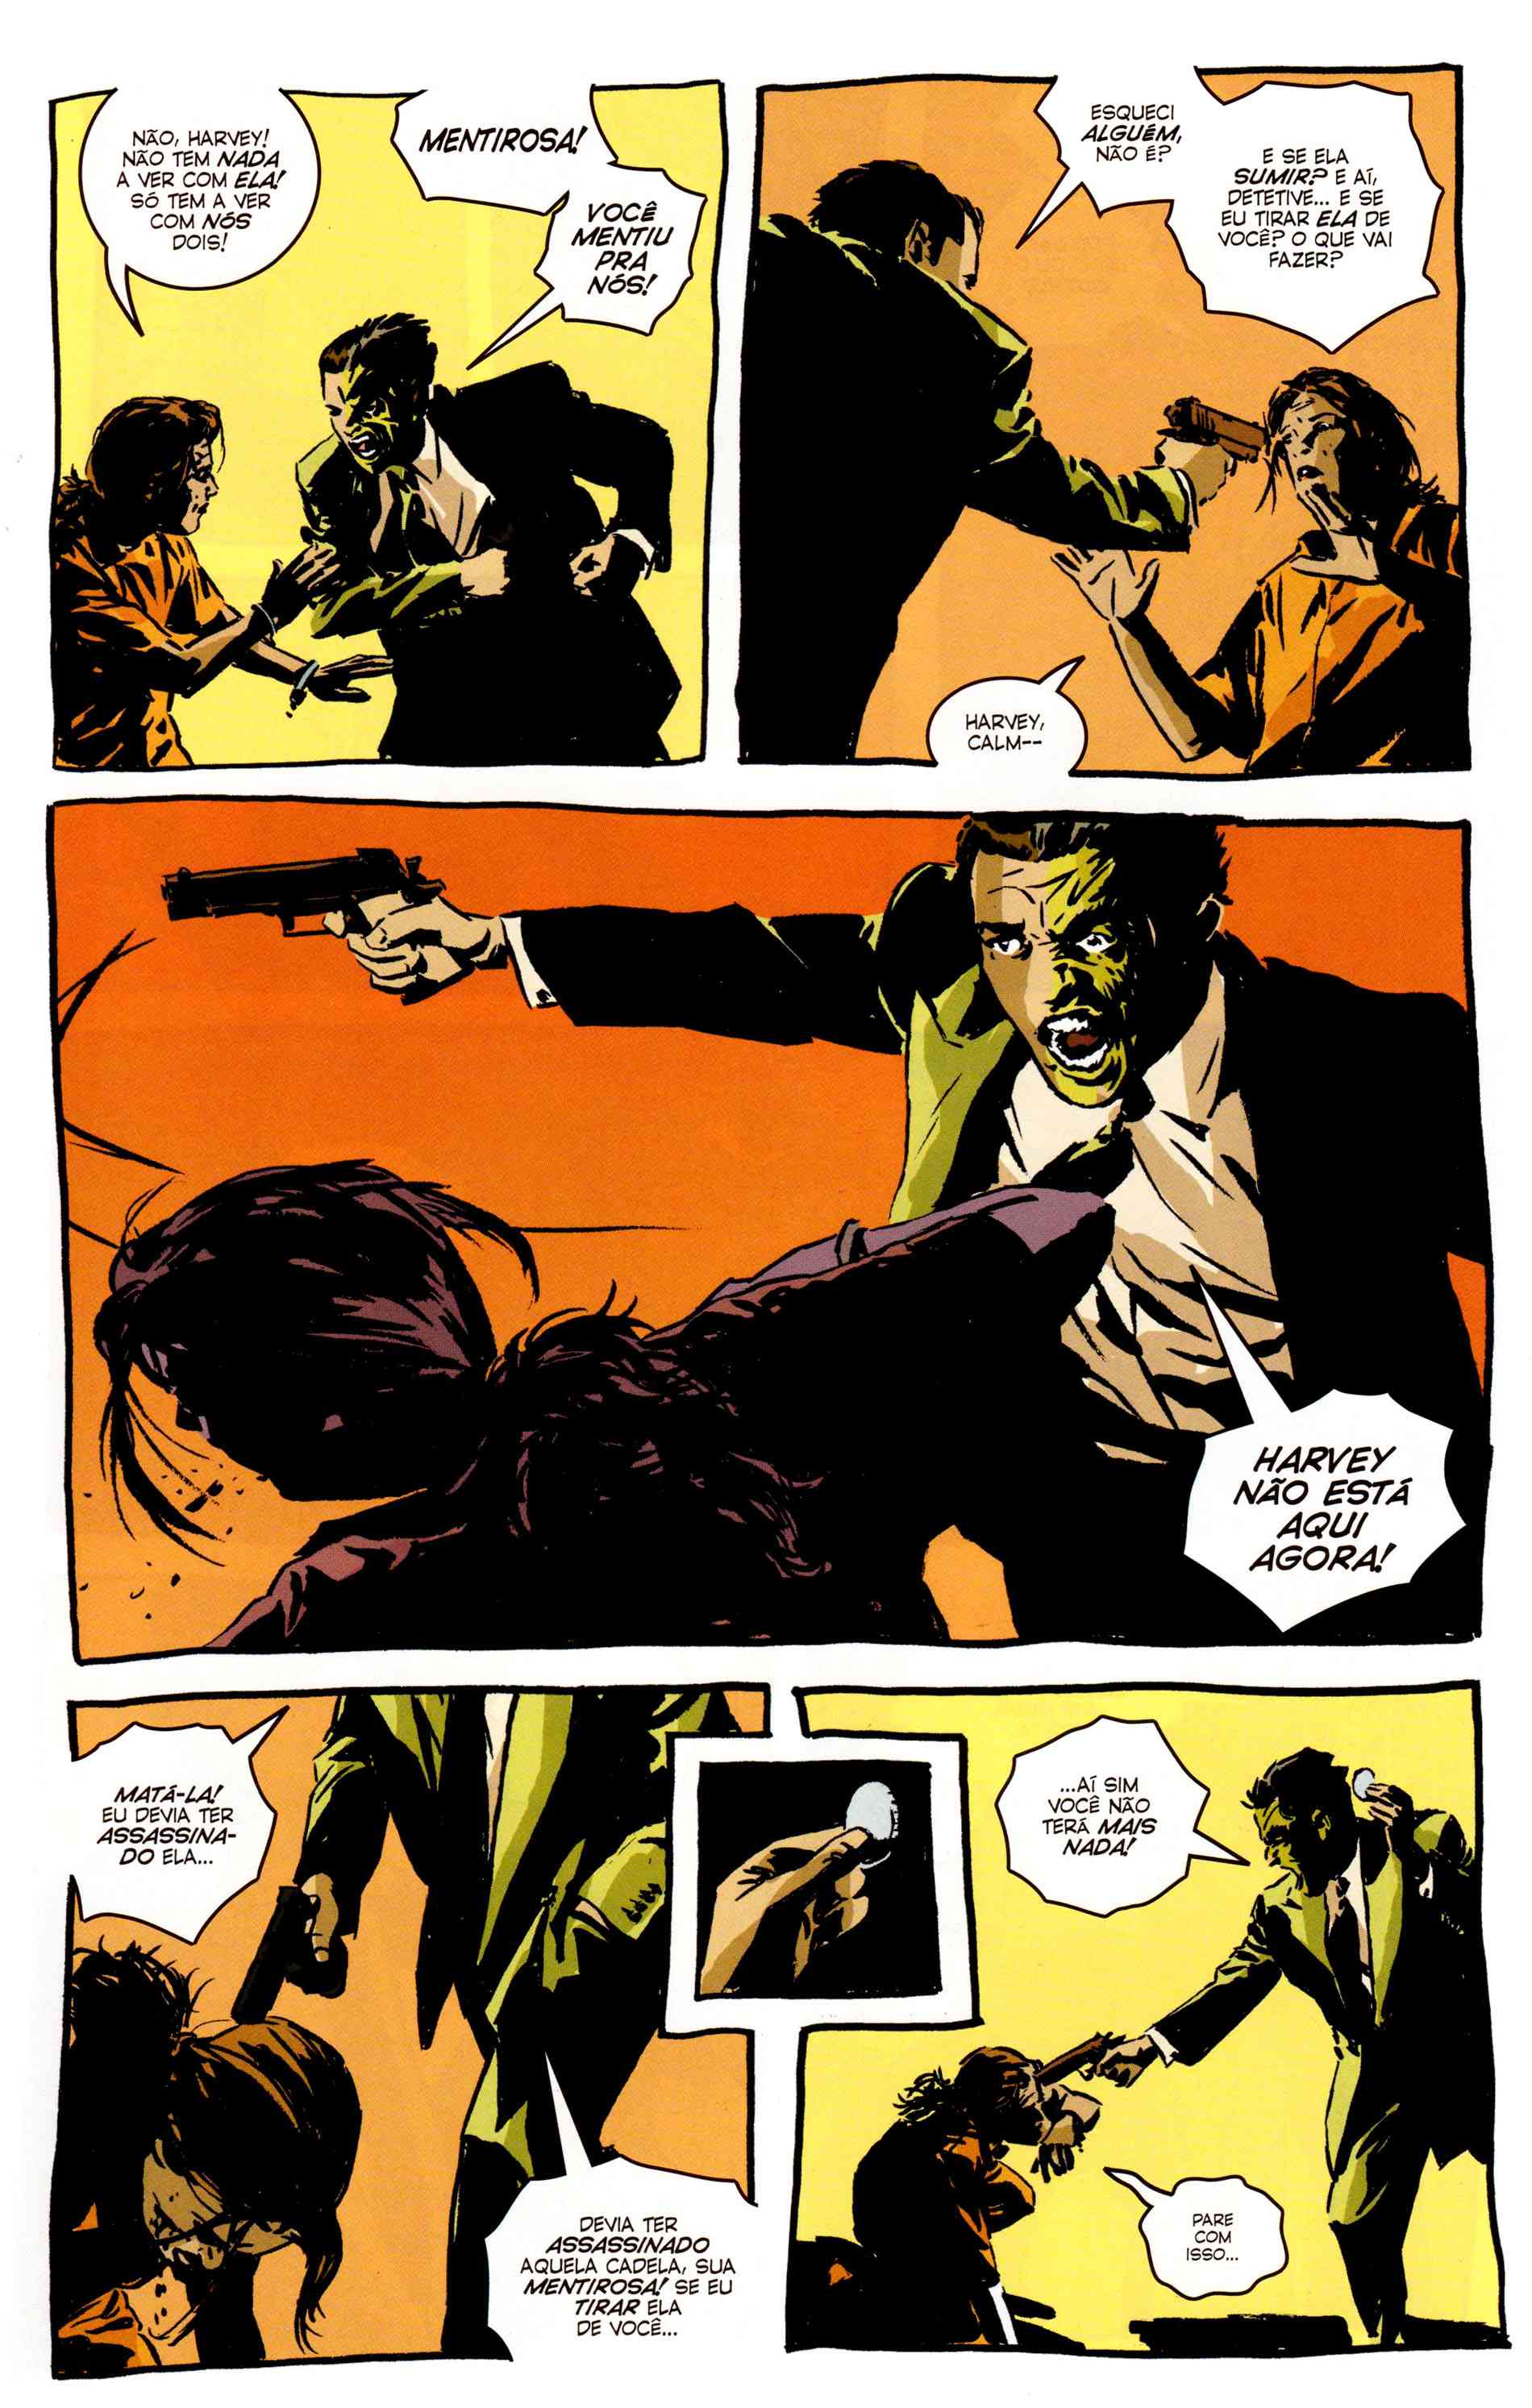 NÃO, HARVEY!
NÃO TEM NADA
A VER COM ELA!
SÓ TEM A VER
COM NÓS
DOIS!
MENTIROSA!
VOCÊ
MENTIU
PRA
NÓS!
ESQUECI
ALGUÉM,
NÃO É?
E SE ELA
SUMIR? E AÍ,
DETETIVE... E SE
EU TIRAR ELA DE
VOCÊ? O QUE VAI
FAZER?
HARVEY,
CALM--
HARVEY
NÃO ESTÁ
AQUI
AGORA!
MATÁ-LA!
EU DEVIA TER
ASSASSINA-
DO ELA...
DEVIA TER
ASSASSINADO
AQUELA CADELA, SUA
MENTIROSA! SE EU
TIRAR ELA
DE VOCÊ...
...AÍ SIM
VOCÊ NÃO
TERÁ MAIS
NADA!
PARE
COM
ISSO...